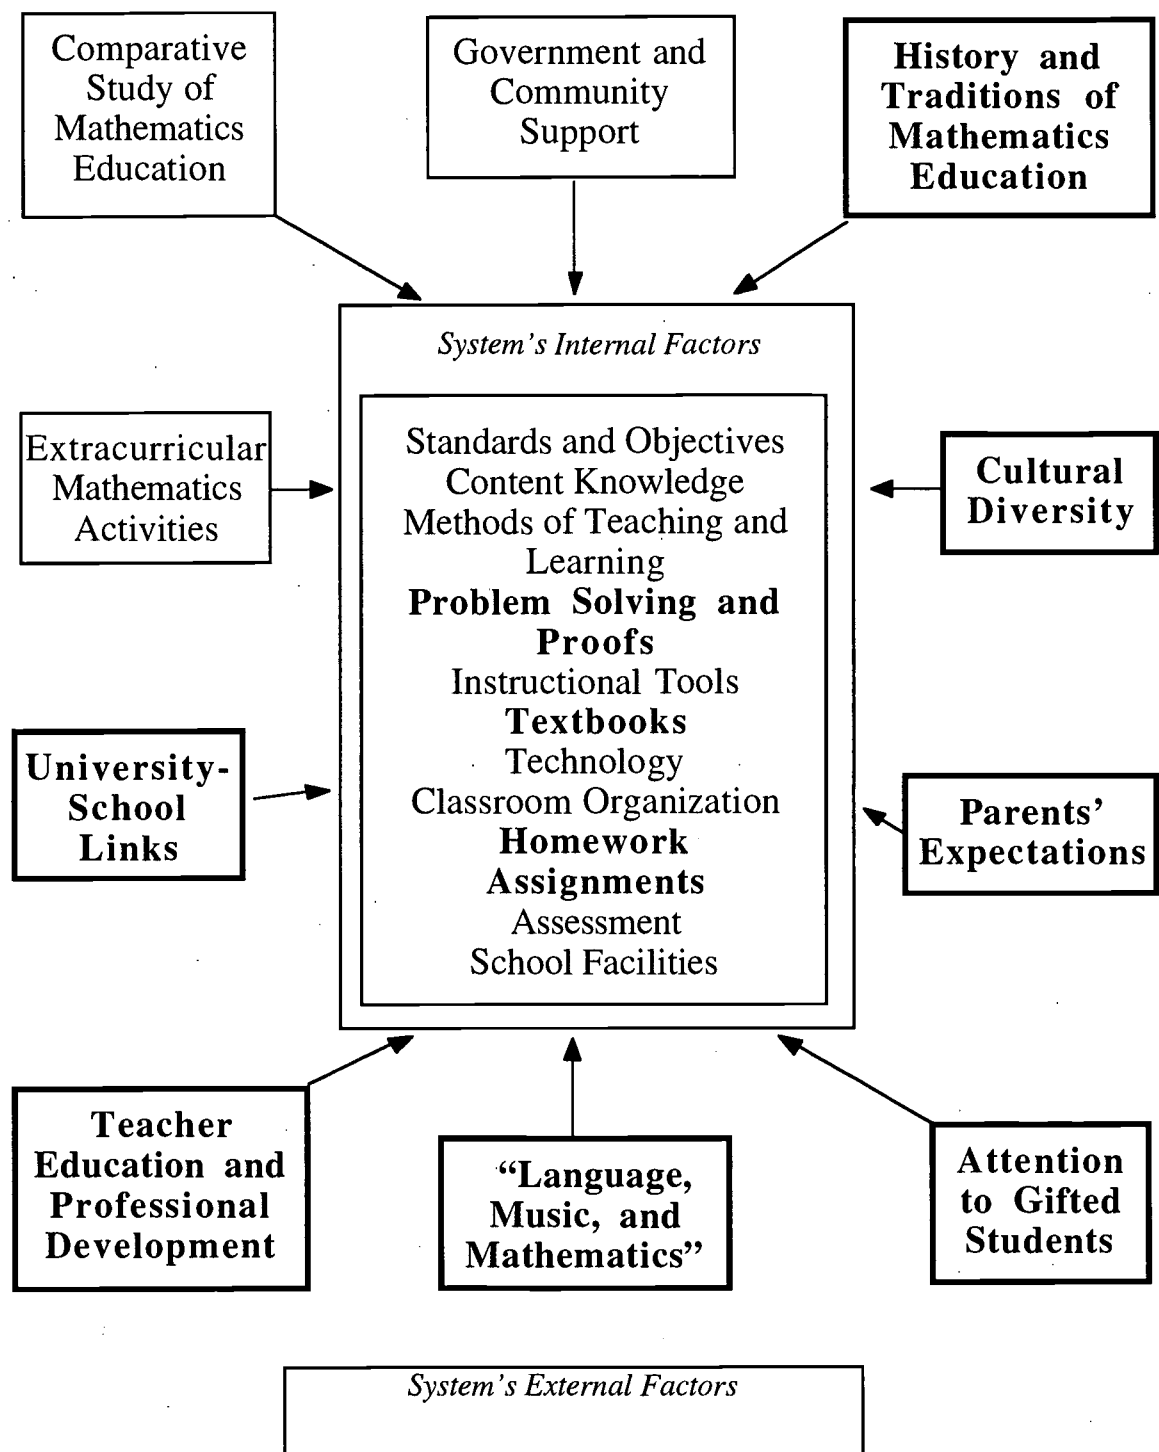 Comparative
Study of
Mathematics
Education
Government and
Community
Support
History and
Traditions of
Mathematics
Education
System's Internal Factors
Extracurricular
Mathematics
Activities
Standards and Objectives
Content Knowledge
Methods of Teaching and
Learning
Problem Solving and
Proofs
Instructional Tools
Textbooks
Technology
Classroom Organization
Homework
Assignments
Assessment
School Facilities
Cultural
Diversity
University-
School
Links
Parents'
Expectations
Teacher
Education and
Professional
Development
“Language,
Music, and
Mathematics”
Attention
to Gifted
Students
System's External Factors